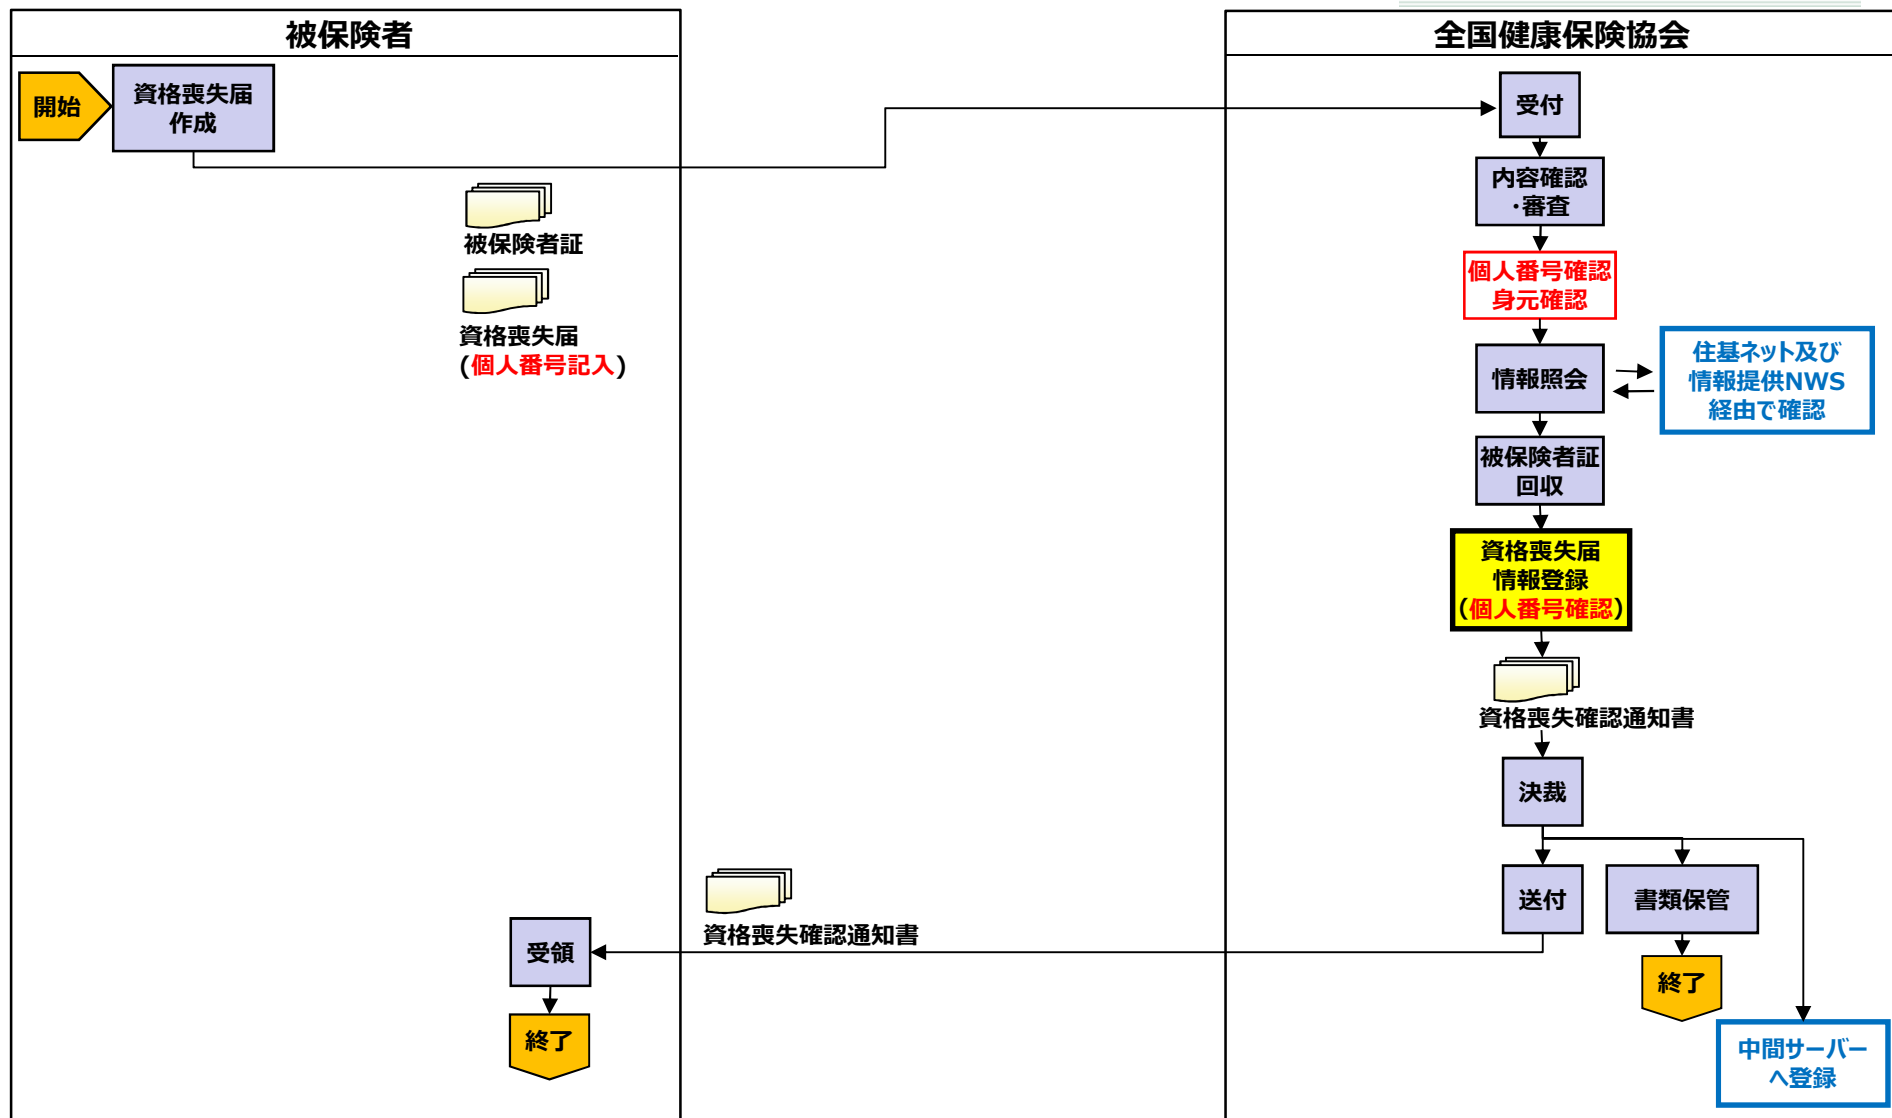 被保険者
全国健康保険協会
開始
資格喪失届
作成
被保険者証
資格喪失届
(個人番号記入)
受付
内容確認
・審査
個人番号確認
身元確認
情報照会
住基ネット及び
情報提供NWS
経由で確認
被保険者証
回収
資格喪失届
情報登録
(個人番号確認)
資格喪失確認通知書
決裁
送付
書類保管
終了
中間サーバー
へ登録
資格喪失確認通知書
受領
終了